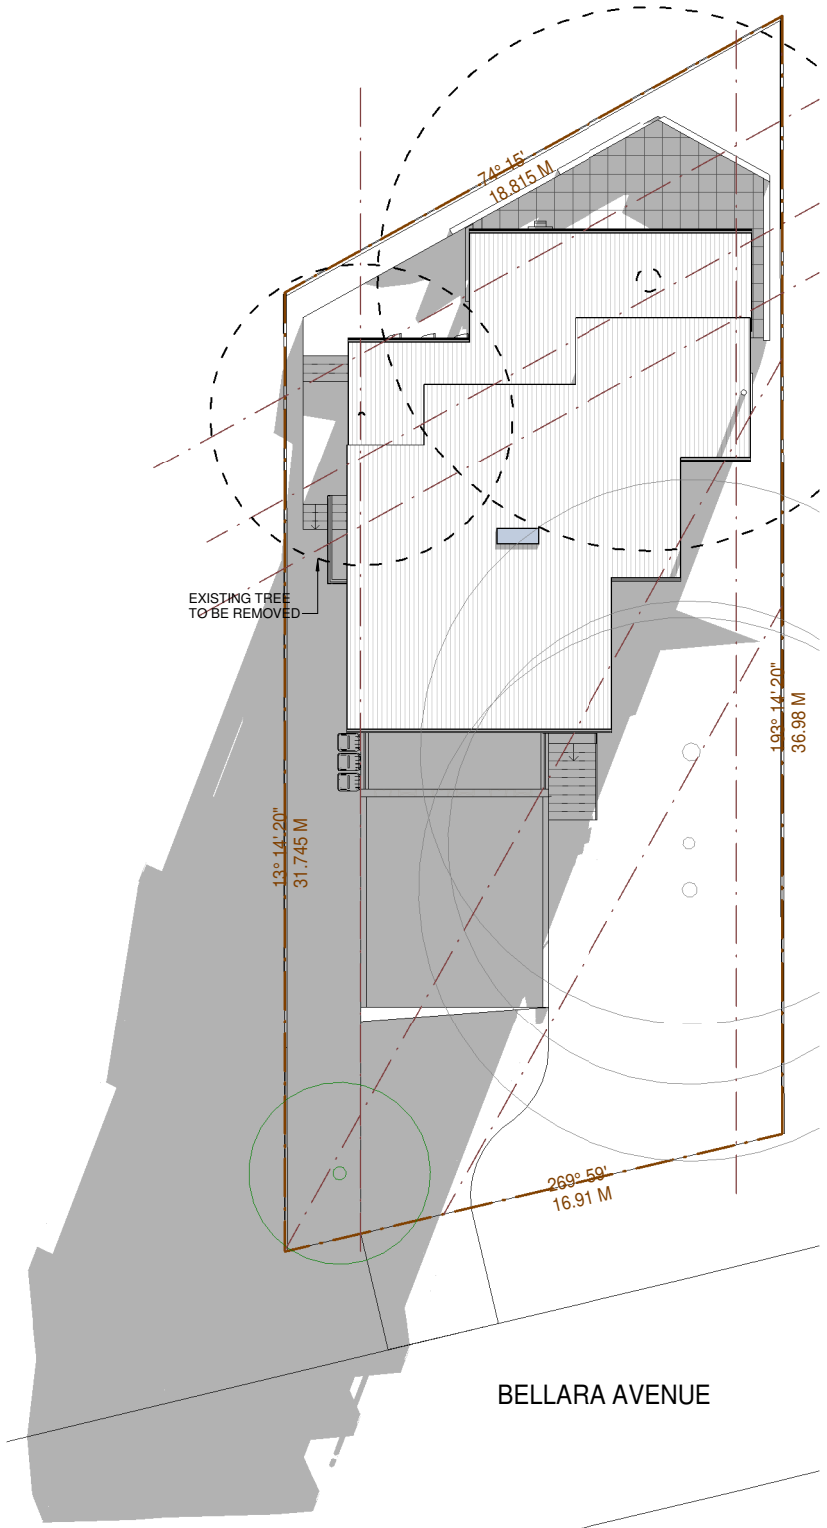 74° 15'
18.815 M
EXISTING TREE
TO BE REMOVED
193° 14' 20"
36.98 M
13° 14' 20"
31.745 M
269° 59'
16.91 M
BELLARA AVENUE